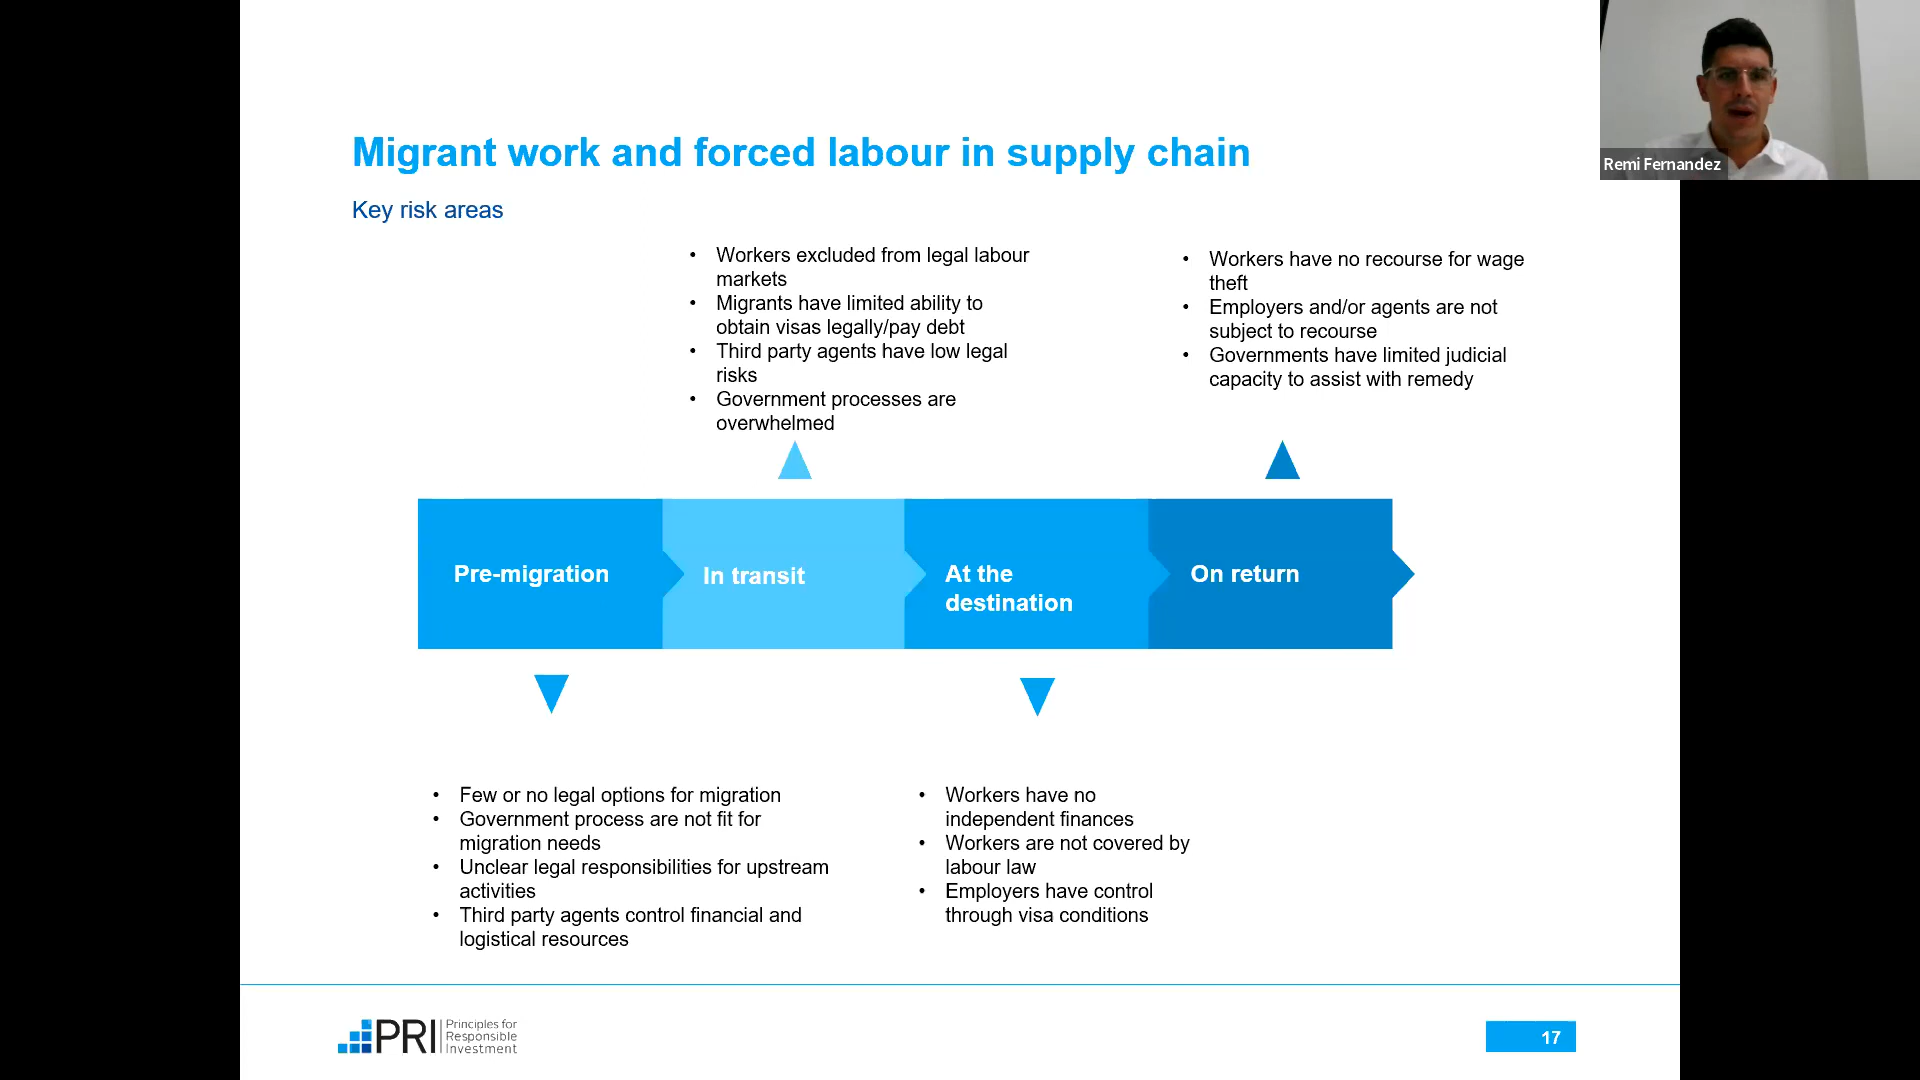 Remi Fernandez
Migrant work and forced labour in supply chain
Key risk areas
• Workers excluded from legal labour
markets
• Migrants have limited ability to
obtain visas legally/pay debt
• Third party agents have low legal
risks
• Government processes are
overwhelmed
• Workers have no recourse for wage
theft
• Employers and/or agents are not
subject to recourse
• Governments have limited judicial
capacity to assist with remedy
Pre-migration
In transit
At the
destination
On return
• Few or no legal options for migration
• Government process are not fit for
migration needs
• Unclear legal responsibilities for upstream
activities
• Third party agents control financial and
logistical resources
• Workers have no
independent finances
• Workers are not covered by
labour law
• Employers have control
through visa conditions
PRI
Principles for
Responsible
Investment
17